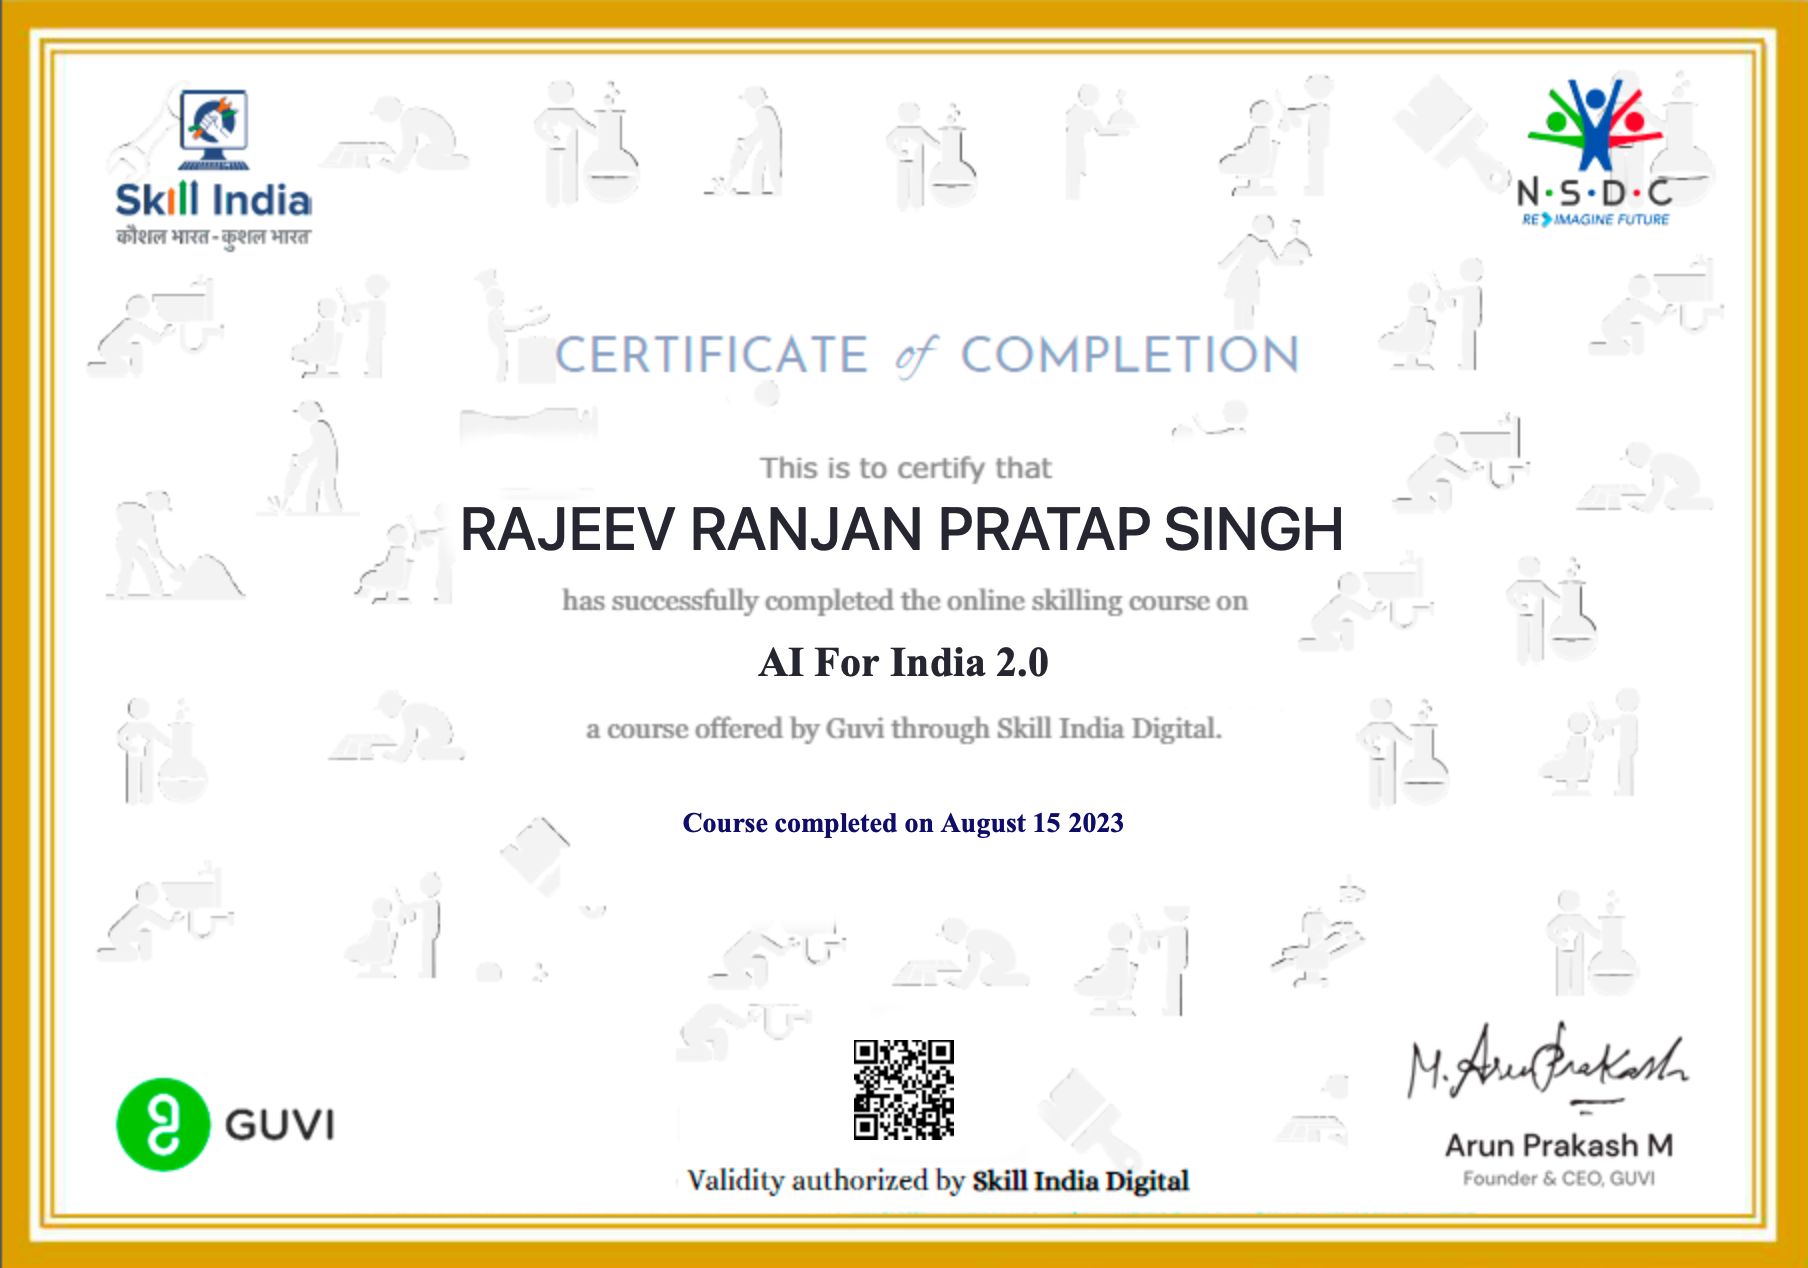 Skill India
कौशल भारत - कुशल भारत
N·S·D·C
RE IMAGINE FUTURE
CERTIFICATE of COMPLETION
This is to certify that
RAJEEV RANJAN PRATAP SINGH
has successfully completed the online skilling course on
AI For India 2.0
a course offered by Guvi through Skill India Digital.
Course completed on August 15 2023
GUVI
Validity authorized by Skill India Digital
M. Arun Prakash
Arun Prakash M
Founder & CEO, GUVI